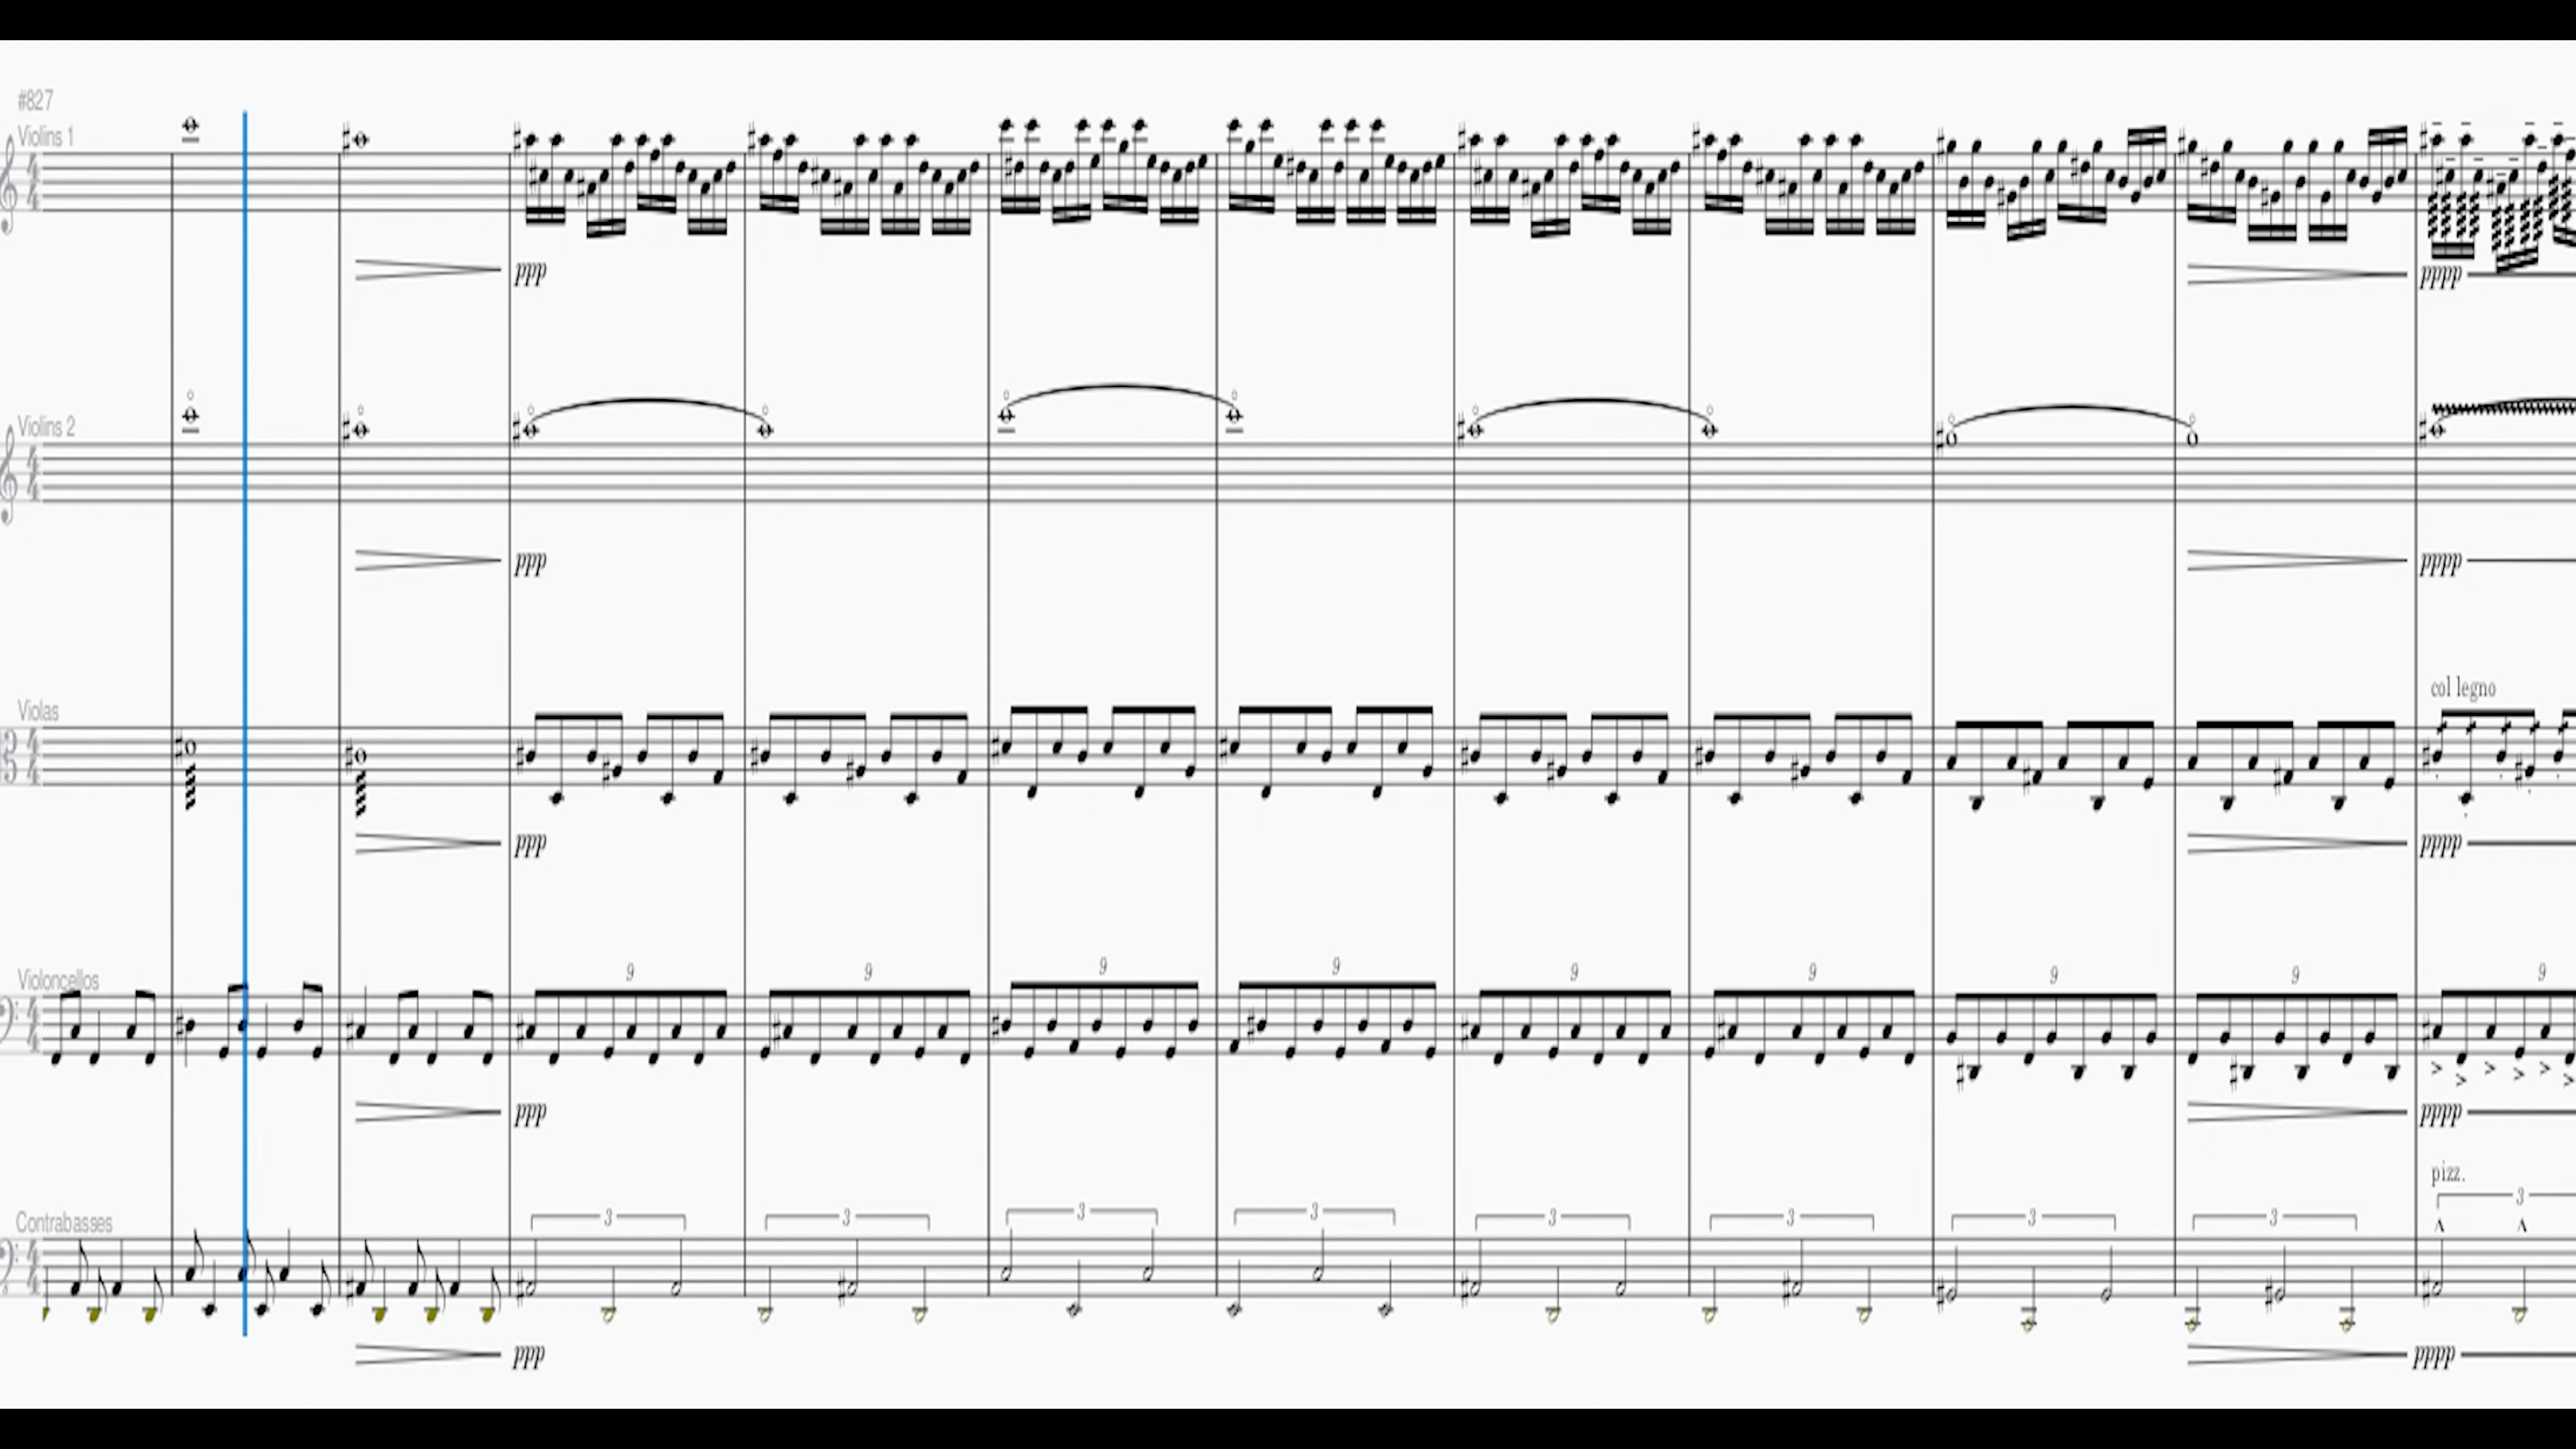 #827
Violins 1
ppp
pppp
Violins 2
ppp
pppp
col legno
Violas
ppp
pppp
9 9 9 9 9 9 9 9 9
Violoncellos
ppp
pppp
pizz.
3 3 3 3 3 3 3 3 3
Contrabasses
ppp
pppp